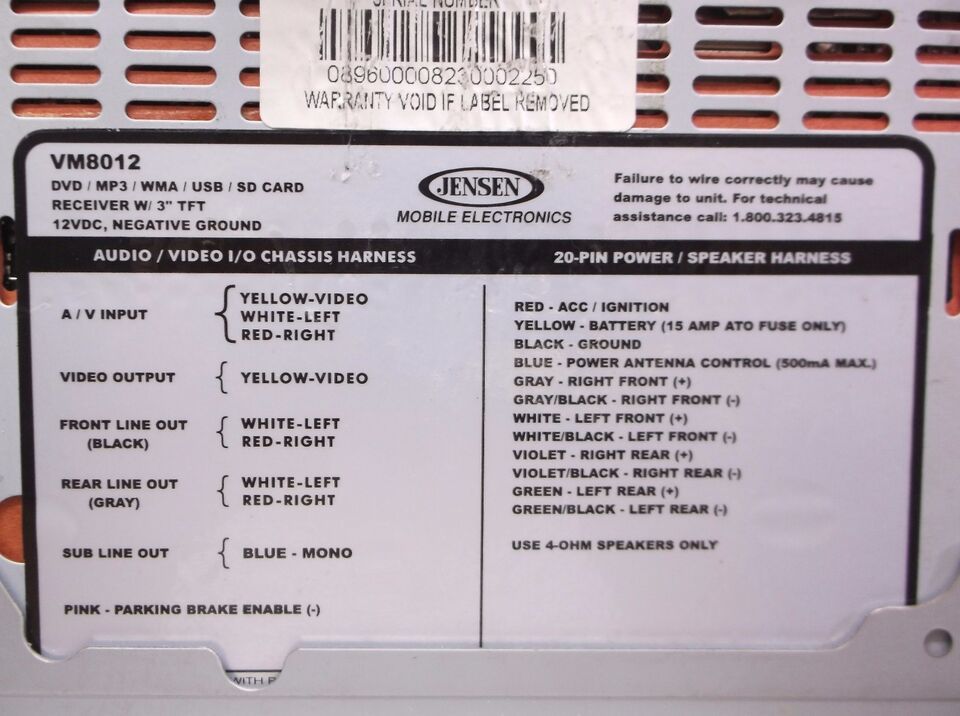 SERIAL NUMBER
WARRANTY VOID IF LABEL REMOVED
VM8012
DVD / MP3 / WMA / USB / SD CARD
RECEIVER W/ 3" TFT
12VDC, NEGATIVE GROUND
JENSEN
MOBILE ELECTRONICS
Failure to wire correctly may cause
damage to unit. For technical
assistance call: 1.800.323.4815
AUDIO / VIDEO I/O CHASSIS HARNESS
A / V INPUT
YELLOW-VIDEO
WHITE-LEFT
RED-RIGHT
VIDEO OUTPUT
YELLOW-VIDEO
FRONT LINE OUT
(BLACK)
WHITE-LEFT
RED-RIGHT
REAR LINE OUT
(GRAY)
WHITE-LEFT
RED-RIGHT
SUB LINE OUT
BLUE - MONO
PINK - PARKING BRAKE ENABLE (-)
20-PIN POWER / SPEAKER HARNESS
RED - ACC / IGNITION
YELLOW - BATTERY (15 AMP ATO FUSE ONLY)
BLACK - GROUND
BLUE - POWER ANTENNA CONTROL (500mA MAX.)
GRAY - RIGHT FRONT (+)
GRAY/BLACK - RIGHT FRONT (-)
WHITE - LEFT FRONT (+)
WHITE/BLACK - LEFT FRONT (-)
VIOLET - RIGHT REAR (+)
VIOLET/BLACK - RIGHT REAR (-)
GREEN - LEFT REAR (+)
GREEN/BLACK - LEFT REAR (-)
USE 4-OHM SPEAKERS ONLY
WITH